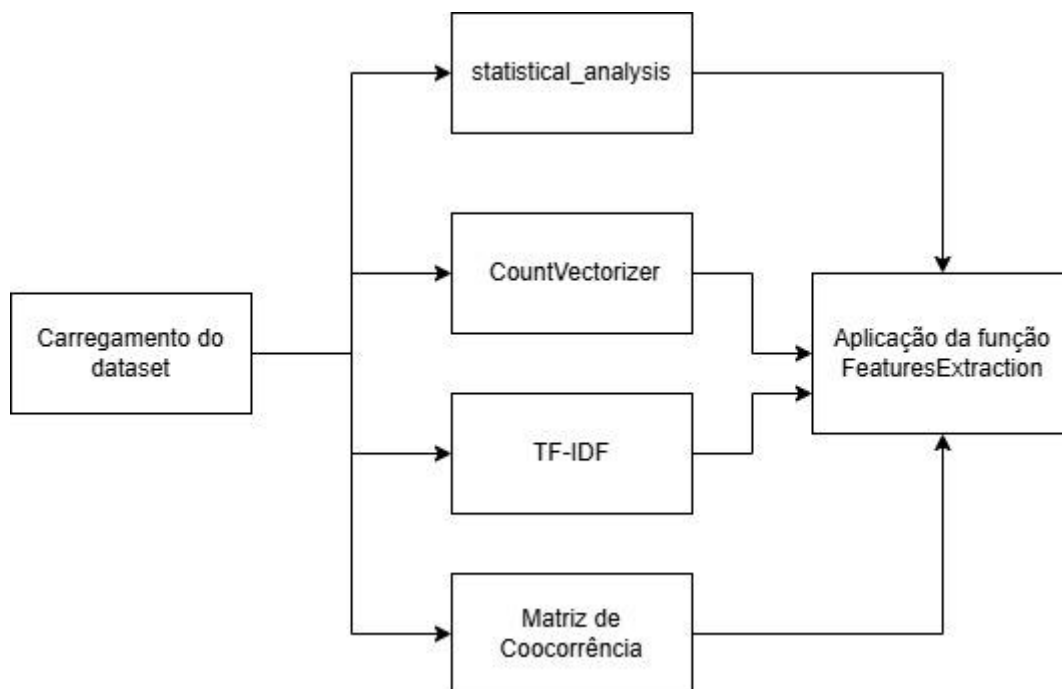 statistical_analysis
CountVectorizer
Carregamento do
dataset
Aplicação da função
FeaturesExtraction
TF-IDF
Matriz de
Coocorrência